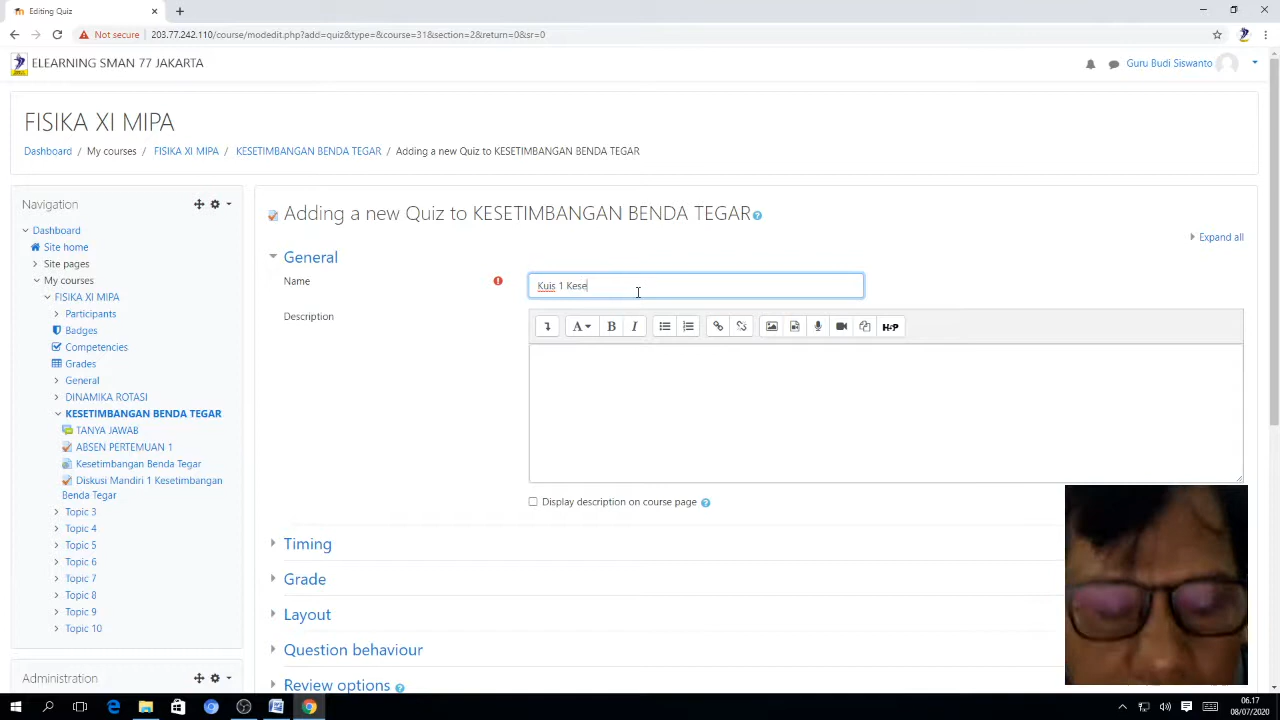 Editing Quiz
Not secure 203.77.242.110/course/modedit.php?add=quiz&type=&course=31&section=2&return=0&sr=0
ELEARNING SMAN 77 JAKARTA
Guru Budi Siswanto
FISIKA XI MIPA
Dashboard / My courses / FISIKA XI MIPA / KESETIMBANGAN BENDA TEGAR / Adding a new Quiz to KESETIMBANGAN BENDA TEGAR
Navigation
Dashboard
Site home
Site pages
My courses
FISIKA XI MIPA
Participants
Badges
Competencies
Grades
General
DINAMIKA ROTASI
KESETIMBANGAN BENDA TEGAR
TANYA JAWAB
ABSEN PERTEMUAN 1
Kesetimbangan Benda Tegar
Diskusi Mandiri 1 Kesetimbangan
Benda Tegar
Topic 3
Topic 4
Topic 5
Topic 6
Topic 7
Topic 8
Topic 9
Topic 10
Administration
Adding a new Quiz to KESETIMBANGAN BENDA TEGAR
Expand all
General
Name
Kuis 1 Kese
Description
A B I
H5P
Display description on course page
Timing
Grade
Layout
Question behaviour
Review options
06.17
08/07/2020